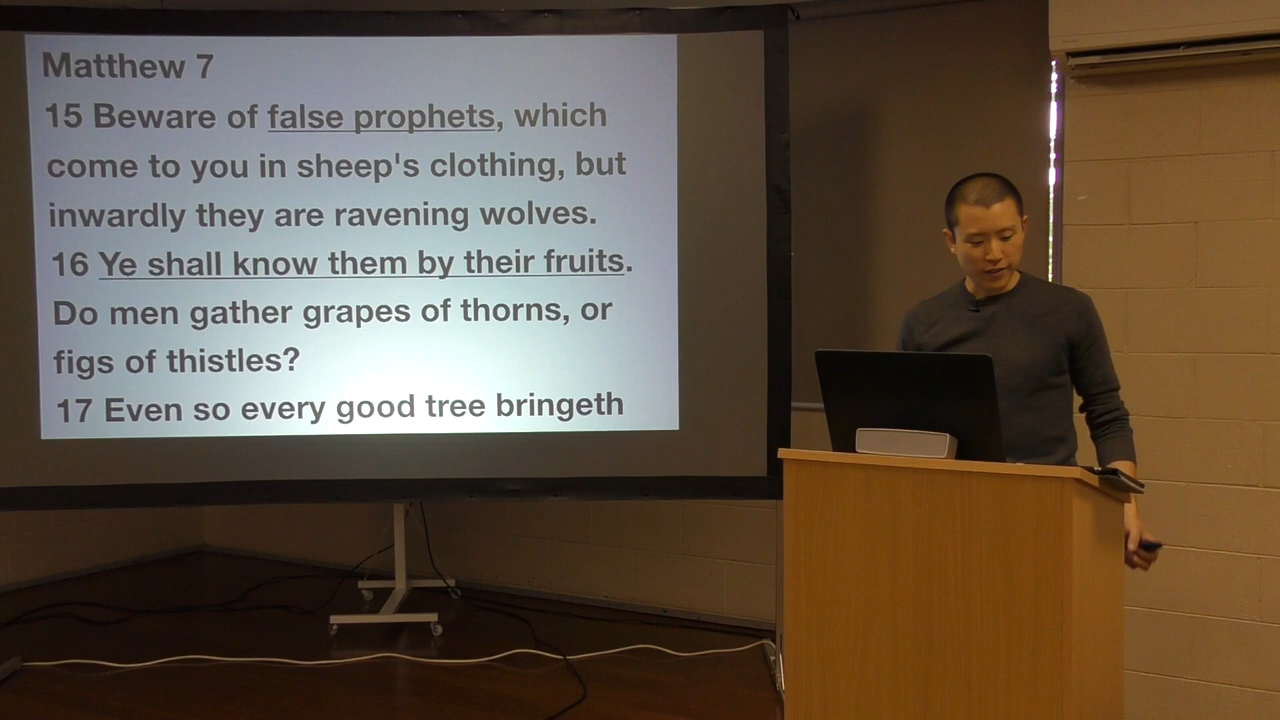 Matthew 7
15 Beware of false prophets, which
come to you in sheep's clothing, but
inwardly they are ravening wolves.
16 Ye shall know them by their fruits.
Do men gather grapes of thorns, or
figs of thistles?
17 Even so every good tree bringeth